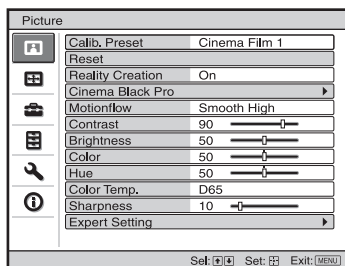 Picture
Calib. Preset Cinema Film 1
Reset
Reality Creation On
Cinema Black Pro
Motionflow Smooth High
Contrast 90
Brightness 50
Color 50
Hue 50
Color Temp. D65
Sharpness 10
Expert Setting
Sel: Set: Exit: MENU